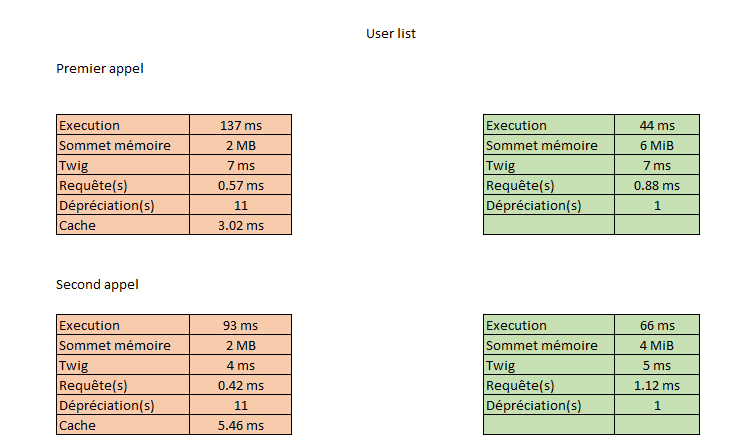 User list
Premier appel
Execution 137 ms
Sommet mémoire 2 MB
Twig 7 ms
Requête(s) 0.57 ms
Dépréciation(s) 11
Cache 3.02 ms
Execution 44 ms
Sommet mémoire 6 MiB
Twig 7 ms
Requête(s) 0.88 ms
Dépréciation(s) 1
Second appel
Execution 93 ms
Sommet mémoire 2 MB
Twig 4 ms
Requête(s) 0.42 ms
Dépréciation(s) 11
Cache 5.46 ms
Execution 66 ms
Sommet mémoire 4 MiB
Twig 5 ms
Requête(s) 1.12 ms
Dépréciation(s) 1